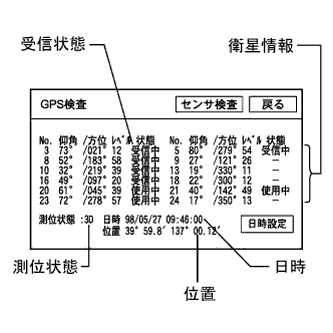 受信状態 衛星情報
GPS検査 センサ検査 戻る
No. 仰角 /方位 ﾚﾍﾞﾙ 状態 No. 仰角 /方位 ﾚﾍﾞﾙ 状態
3 73° /021° 12 受信中 5 80° /279° 54 受信中
8 52° /183° 58 受信中 9 27° /121° 26 －
10 32° /219° 39 受信中 13 19° /330° 11 －
16 49° /097° 20 受信中 18 22° /300° 12 －
20 61° /045° 39 使用中 21 40° /142° 49 使用中
23 72° /278° 57 使用中 24 17° /350° 13 －
測位状態 :3D 日時 98/05/27 09:46:00
位置 39° 59.8′ 137° 00.12′ 日時設定
測位状態 日時
位置